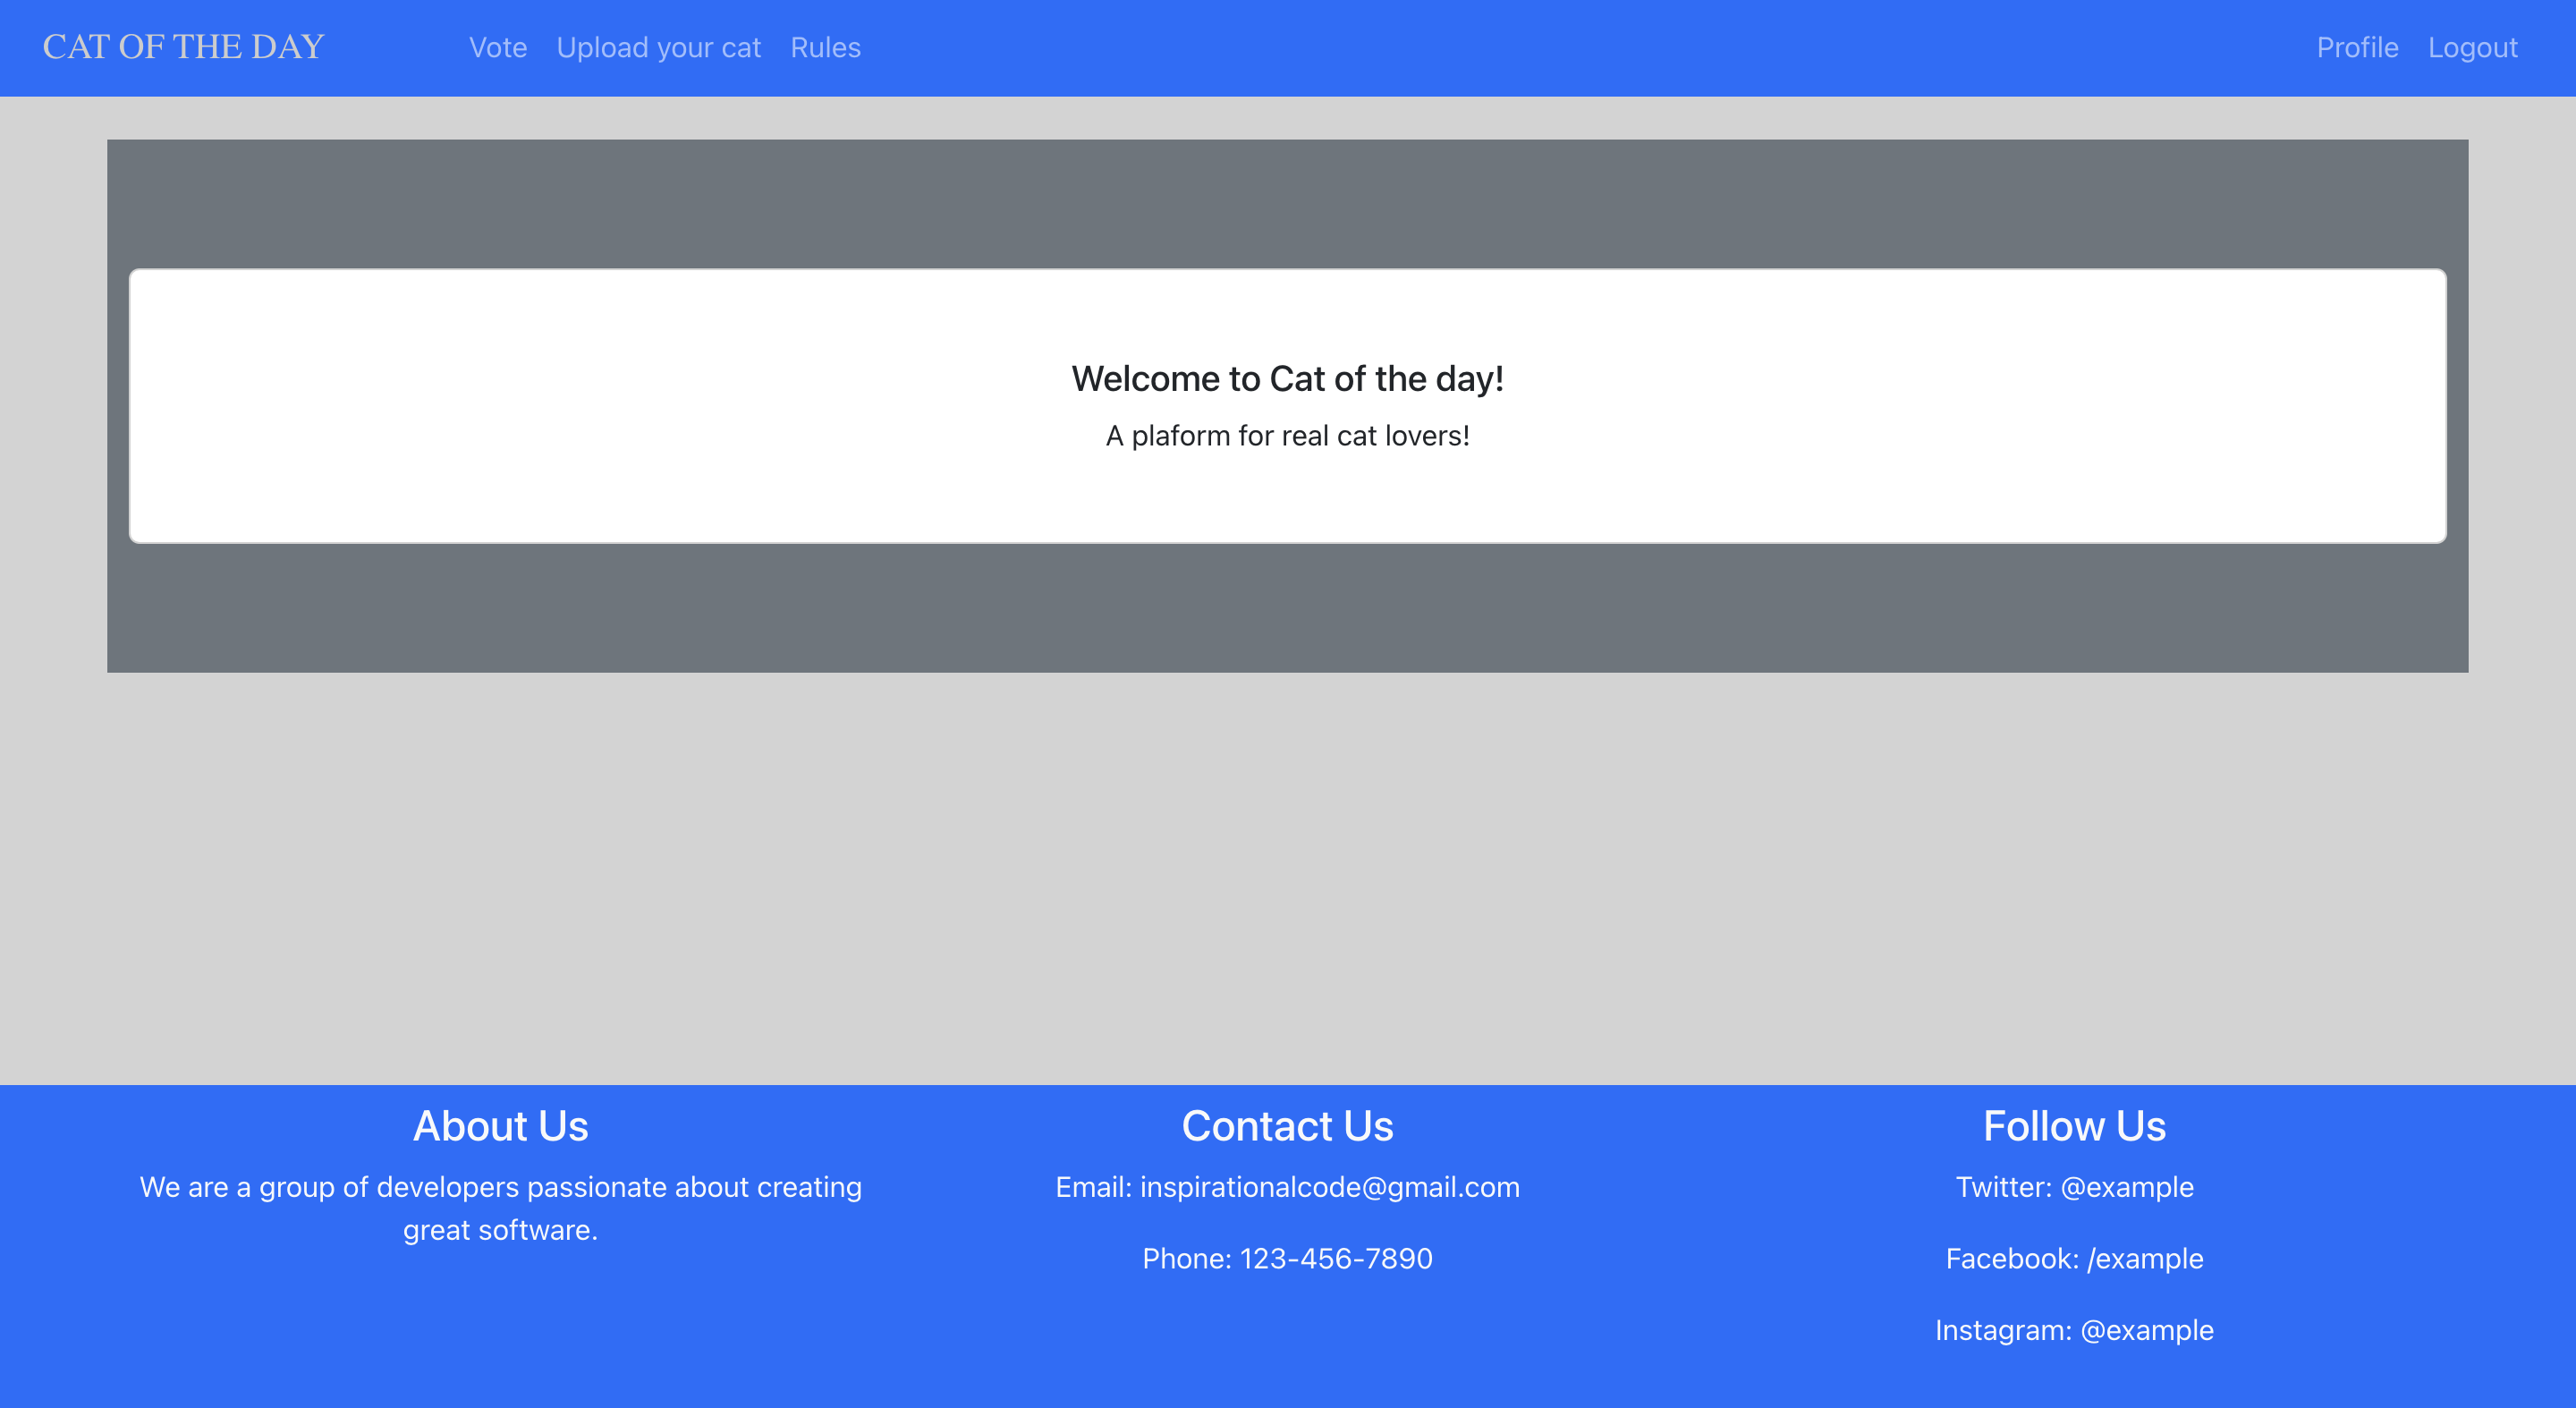 CAT OF THE DAY
Vote
Upload your cat
Rules
Profile
Logout
Welcome to Cat of the day!
A plaform for real cat lovers!
About Us
We are a group of developers passionate about creating
great software.
Contact Us
Email: inspirationalcode@gmail.com
Phone: 123-456-7890
Follow Us
Twitter: @example
Facebook: /example
Instagram: @example